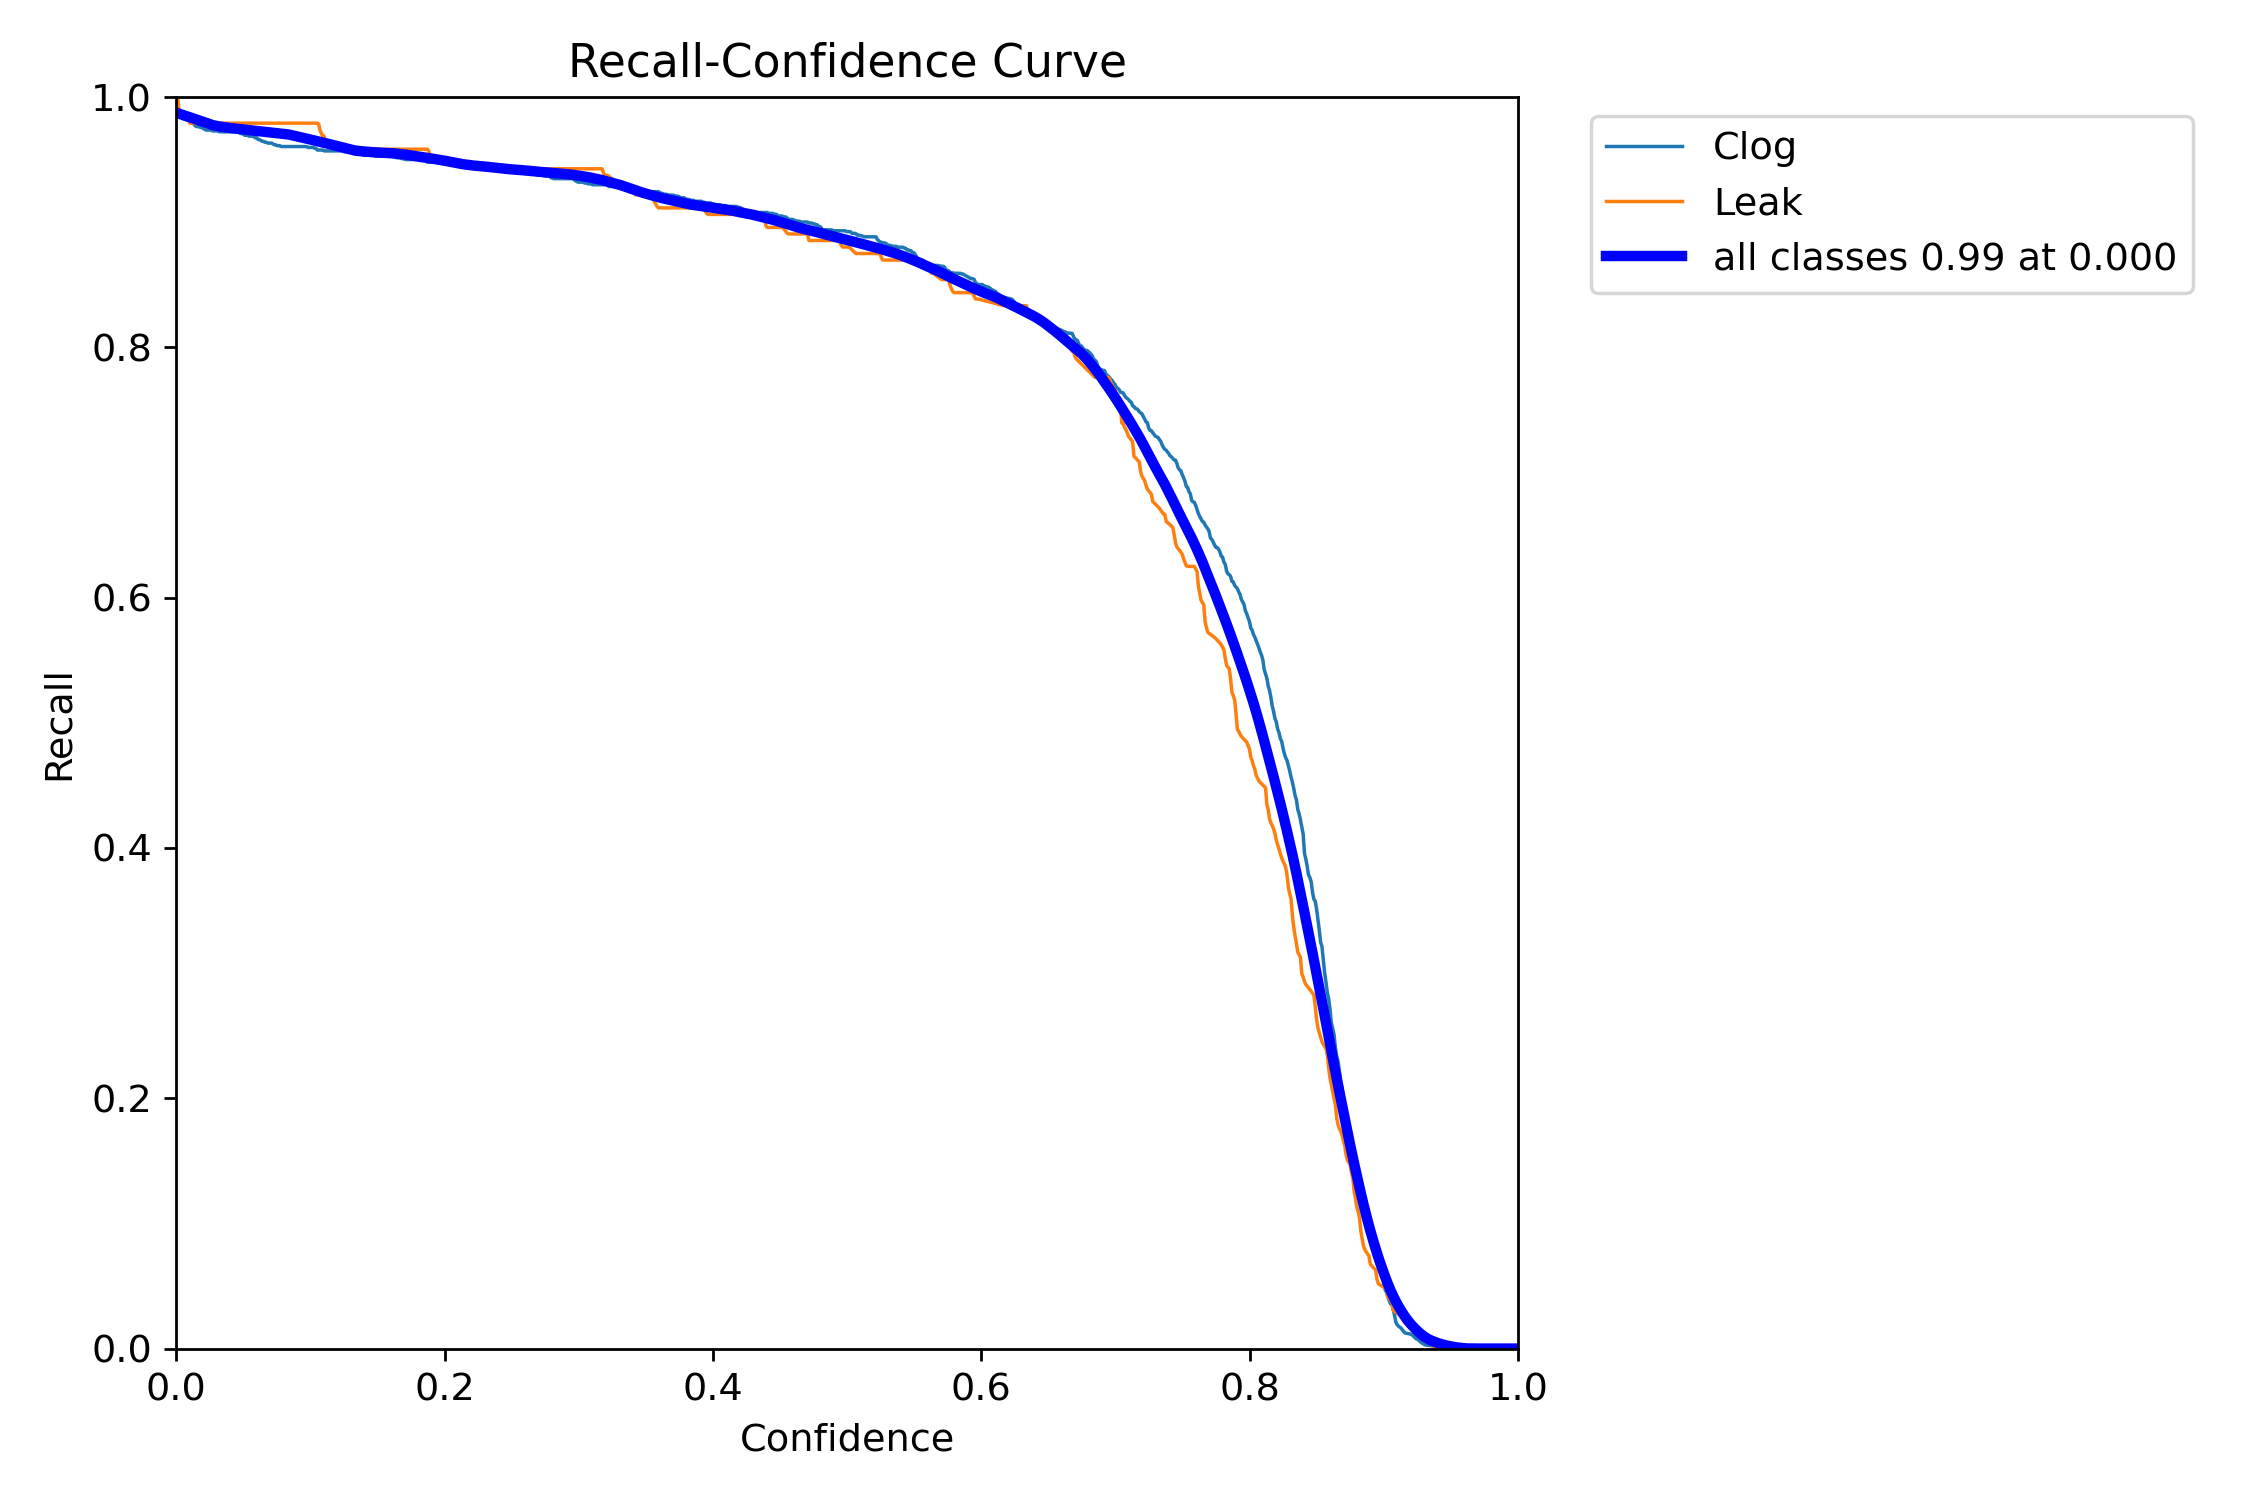 Recall-Confidence Curve
1.0
0.8
0.6
0.4
0.2
0.0
Recall
0.0 0.2 0.4 0.6 0.8 1.0
Confidence
Clog
Leak
all classes 0.99 at 0.000